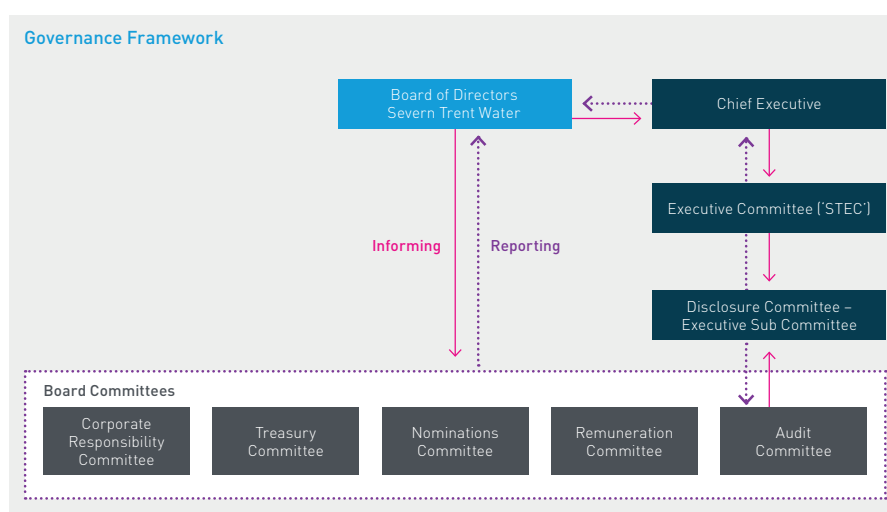 Governance Framework
Board of Directors
Severn Trent Water
Chief Executive
Executive Committee (‘STEC’)
Informing
Reporting
Disclosure Committee –
Executive Sub Committee
Board Committees
Corporate
Responsibility
Committee
Treasury
Committee
Nominations
Committee
Remuneration
Committee
Audit
Committee